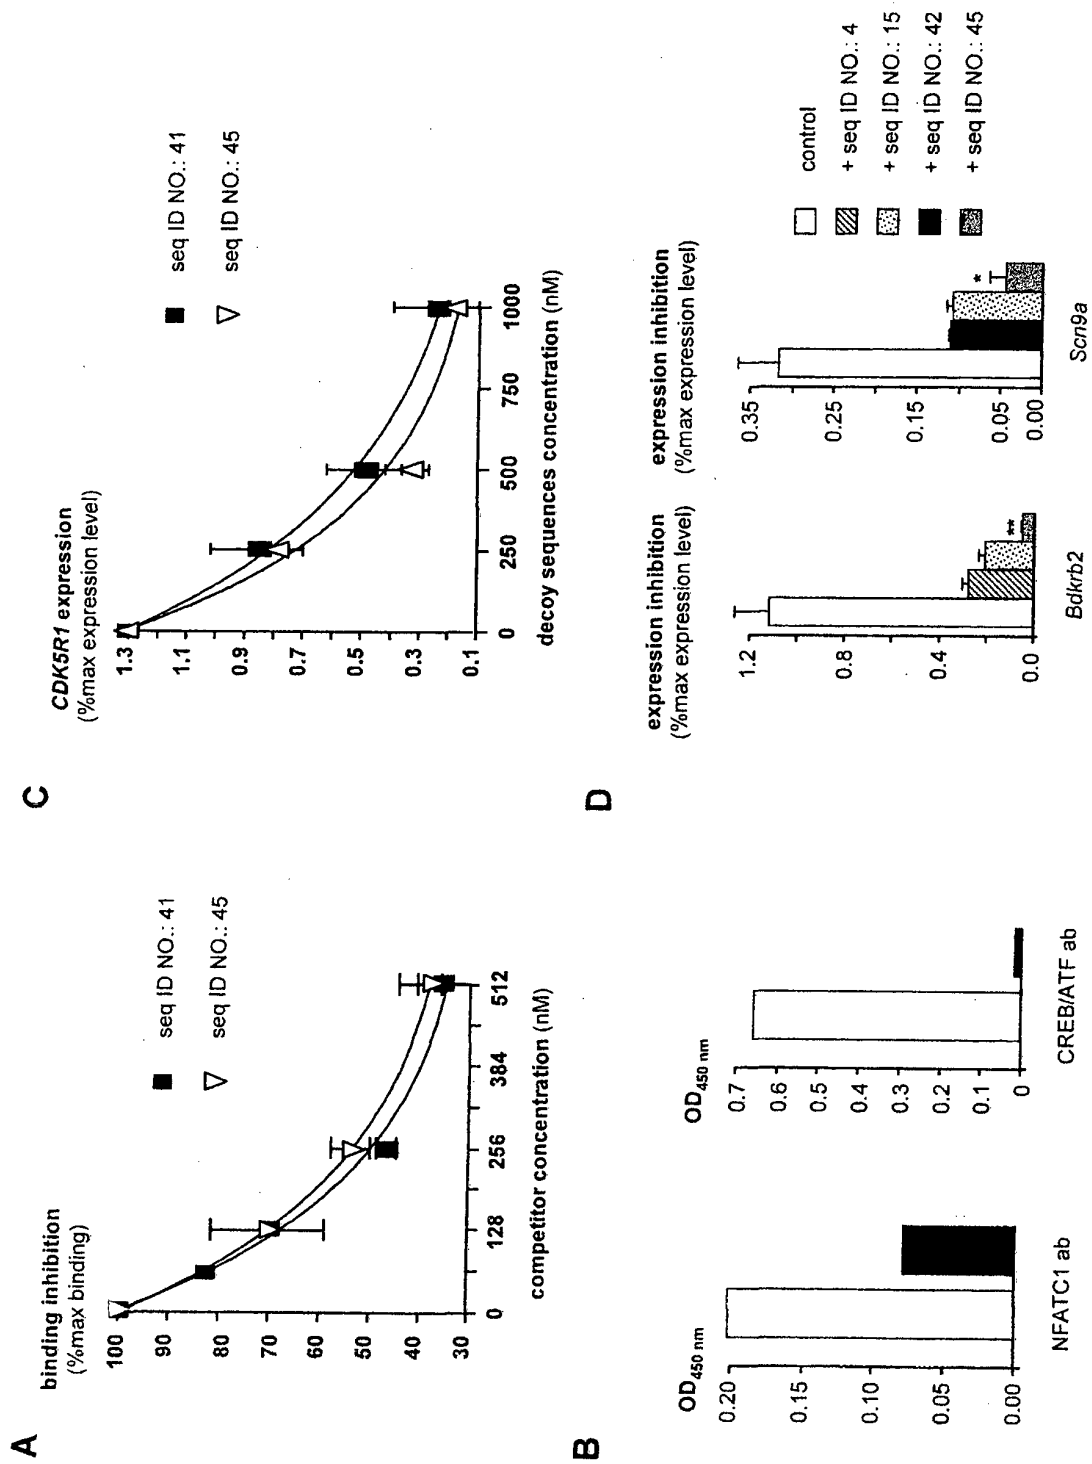 A
binding inhibition
(%max binding)
100
90
80
70
60
50
40
30
0
128
256
384
512
competitor concentration (nM)
seq ID NO.: 41
seq ID NO.: 45
B
OD450 nm
0.20
0.15
0.10
0.05
0.00
NFATC1 ab
OD450 nm
0.7
0.6
0.5
0.4
0.3
0.2
0.1
0
CREB/ATF ab
C
CDK5R1 expression
(%max expression level)
1.3
1.1
0.9
0.7
0.5
0.3
0.1
0
250
500
750
1000
decoy sequences concentration (nM)
seq ID NO.: 41
seq ID NO.: 45
D
expression inhibition
(%max expression level)
1.2
0.8
0.4
0.0
**
Bdkrb2
expression inhibition
(%max expression level)
0.35
0.25
0.15
0.05
0.00
*
Scn9a
control
+ seq ID NO.: 4
+ seq ID NO.: 15
+ seq ID NO.: 42
+ seq ID NO.: 45